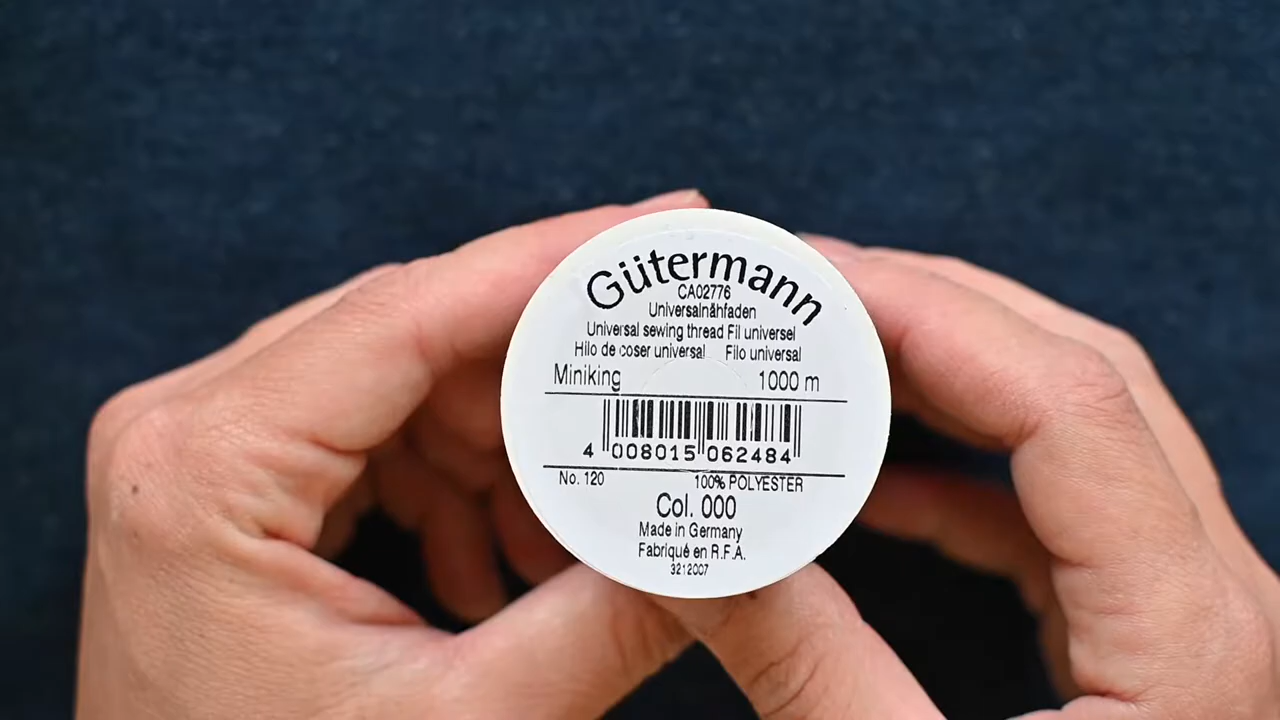 Gütermann
CA02776
Universalnähfaden
Universal sewing thread Fil universel
Hilo de coser universal Filo universal
Miniking 1000 m
4 008015 062484
No. 120 100% POLYESTER
Col. 000
Made in Germany
Fabriqué en R.F.A.
3212007